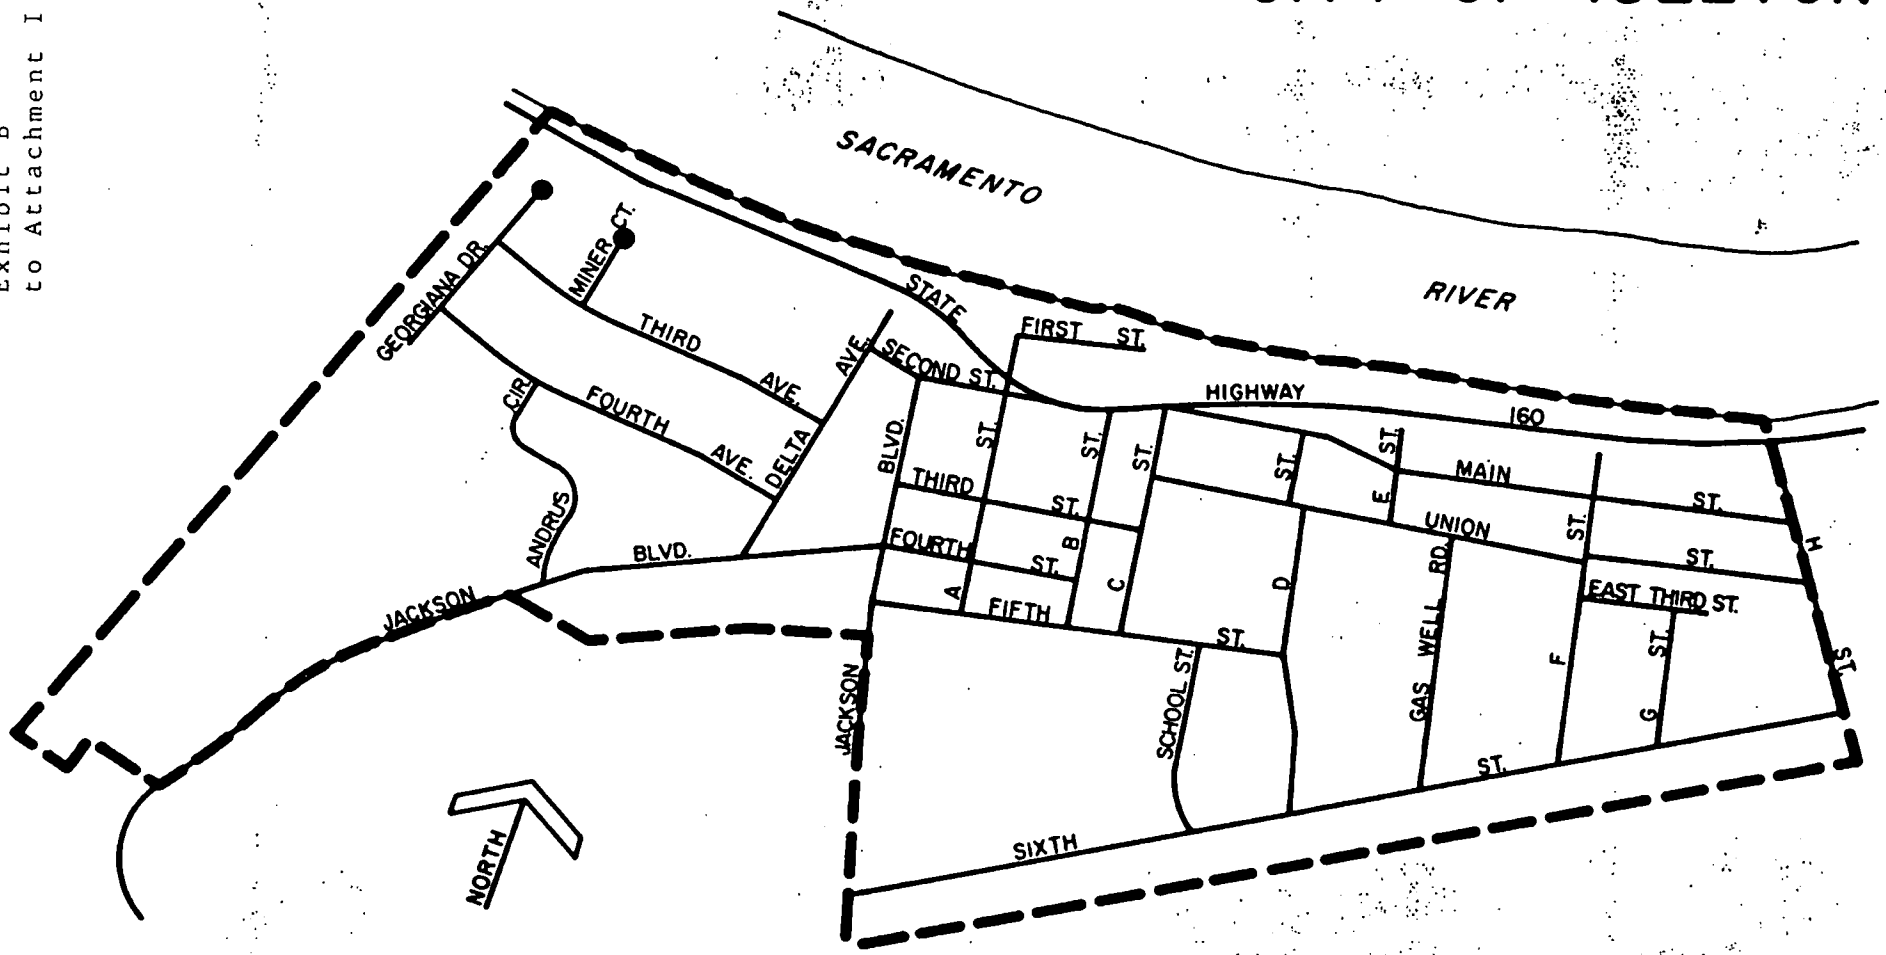 to Attachment I
SACRAMENTO
RIVER
STATE
HIGHWAY
160
FIRST ST.
SECOND ST.
GEORGIANA DR.
MINER CT.
THIRD AVE.
FOURTH AVE.
DELTA AVE.
CIR.
ANDRUS
JACKSON BLVD.
BLVD.
JACKSON
THIRD ST.
FOURTH ST.
FIFTH ST.
A ST.
B ST.
C ST.
D ST.
E ST.
MAIN ST.
UNION ST.
EAST THIRD ST.
F ST.
G ST.
H ST.
GAS WELL RD.
SCHOOL ST.
SIXTH ST.
NORTH